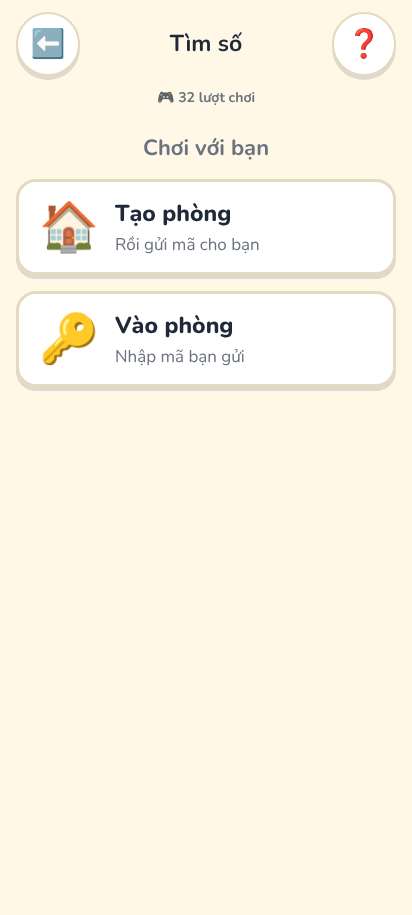 Tìm số
32 lượt chơi
Chơi với bạn
Tạo phòng
Rồi gửi mã cho bạn
Vào phòng
Nhập mã bạn gửi